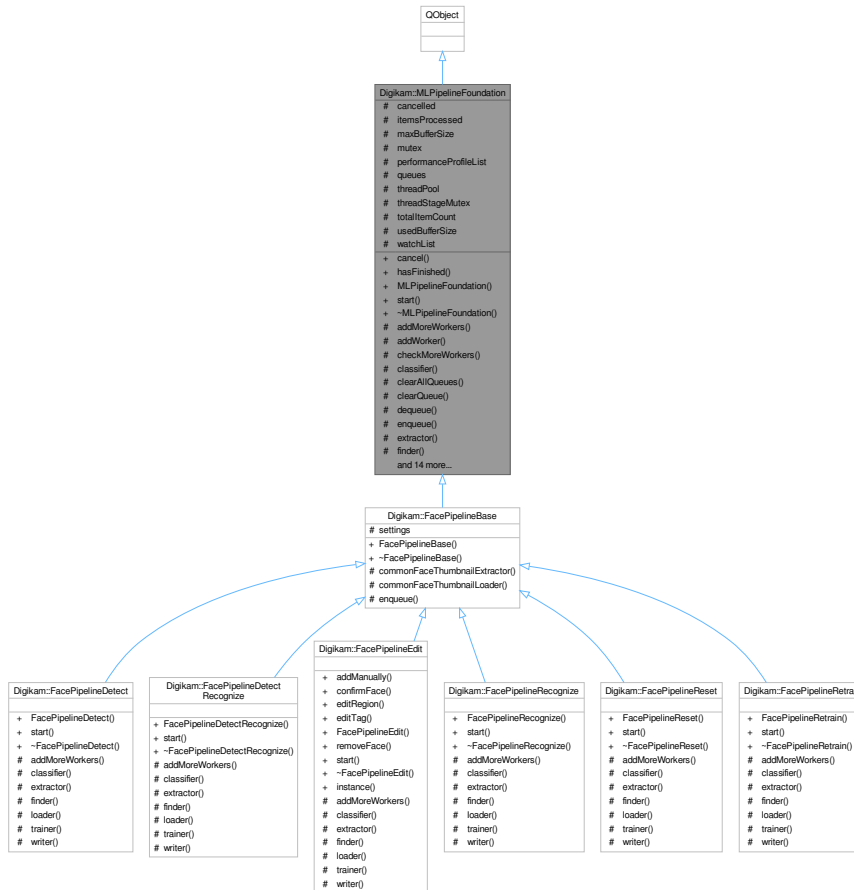 QObject
Digikam::MLPipelineFoundation
# cancelled
# itemsProcessed
# maxBufferSize
# mutex
# performanceProfileList
# queues
# threadPool
# threadStageMutex
# totalItemCount
# usedBufferSize
# watchList
+ cancel()
+ hasFinished()
+ MLPipelineFoundation()
+ start()
+ ~MLPipelineFoundation()
# addMoreWorkers()
# addWorker()
# checkMoreWorkers()
# classifier()
# clearAllQueues()
# clearQueue()
# dequeue()
# enqueue()
# extractor()
# finder()
and 14 more...
Digikam::FacePipelineBase
# settings
+ FacePipelineBase()
+ ~FacePipelineBase()
# commonFaceThumbnailExtractor()
# commonFaceThumbnailLoader()
# enqueue()
Digikam::FacePipelineDetect
+ FacePipelineDetect()
+ start()
+ ~FacePipelineDetect()
# addMoreWorkers()
# classifier()
# extractor()
# finder()
# loader()
# trainer()
# writer()
Digikam::FacePipelineDetect
Recognize
+ FacePipelineDetectRecognize()
+ start()
+ ~FacePipelineDetectRecognize()
# addMoreWorkers()
# classifier()
# extractor()
# finder()
# loader()
# trainer()
# writer()
Digikam::FacePipelineEdit
+ addManually()
+ confirmFace()
+ editRegion()
+ editTag()
+ FacePipelineEdit()
+ removeFace()
+ start()
+ ~FacePipelineEdit()
+ instance()
# addMoreWorkers()
# classifier()
# extractor()
# finder()
# loader()
# trainer()
# writer()
Digikam::FacePipelineRecognize
+ FacePipelineRecognize()
+ start()
+ ~FacePipelineRecognize()
# addMoreWorkers()
# classifier()
# extractor()
# finder()
# loader()
# trainer()
# writer()
Digikam::FacePipelineReset
+ FacePipelineReset()
+ start()
+ ~FacePipelineReset()
# addMoreWorkers()
# classifier()
# extractor()
# finder()
# loader()
# trainer()
# writer()
Digikam::FacePipelineRetra
+ FacePipelineRetrain()
+ start()
+ ~FacePipelineRetrain()
# addMoreWorkers()
# classifier()
# extractor()
# finder()
# loader()
# trainer()
# writer()